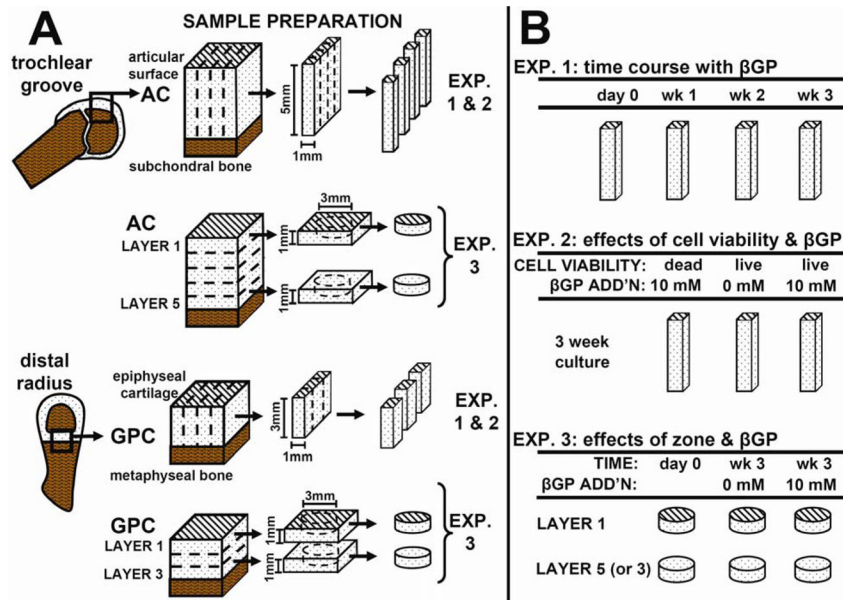 A
SAMPLE PREPARATION
trochlear
groove
articular
surface
AC
5mm
1mm
EXP.
1 & 2
subchondral bone
AC
LAYER 1
LAYER 5
3mm
1mm
1mm
EXP.
3
distal
radius
epiphyseal
cartilage
GPC
3mm
1mm
EXP.
1 & 2
metaphyseal bone
GPC
LAYER 1
LAYER 3
3mm
1mm
1mm
EXP.
3
B
EXP. 1: time course with βGP
day 0 wk 1 wk 2 wk 3
EXP. 2: effects of cell viability & βGP
CELL VIABILITY: dead live live
βGP ADD'N: 10 mM 0 mM 10 mM
3 week
culture
EXP. 3: effects of zone & βGP
TIME: day 0 wk 3 wk 3
βGP ADD'N: 0 mM 10 mM
LAYER 1
LAYER 5 (or 3)